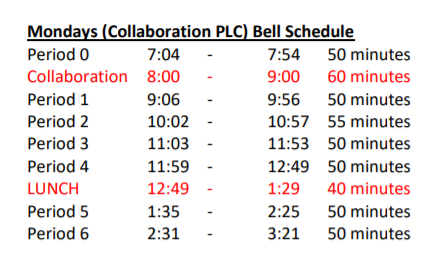 Mondays (Collaboration PLC) Bell Schedule
Period 0 7:04 - 7:54 50 minutes
Collaboration 8:00 - 9:00 60 minutes
Period 1 9:06 - 9:56 50 minutes
Period 2 10:02 - 10:57 55 minutes
Period 3 11:03 - 11:53 50 minutes
Period 4 11:59 - 12:49 50 minutes
LUNCH 12:49 - 1:29 40 minutes
Period 5 1:35 - 2:25 50 minutes
Period 6 2:31 - 3:21 50 minutes